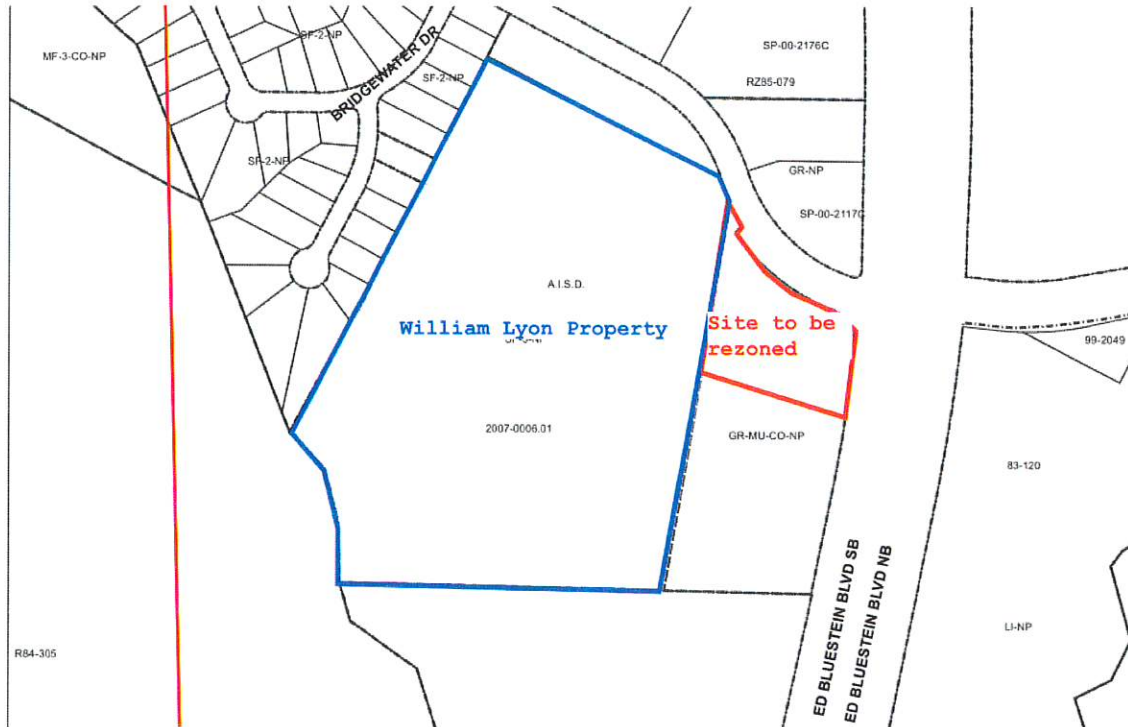 SF-2-NP
SP-00-2176C
MF-3-CO-NP
BRIDGEWATER DR
SF-2-NP
RZ85-079
SF-2-NP
GR-NP
SP-00-2117C
A.I.S.D.
William Lyon Property
Site to be
rezoned
99-2049
2007-0006.01
GR-MU-CO-NP
83-120
ED BLUESTEIN BLVD SB
ED BLUESTEIN BLVD NB
LI-NP
R84-305